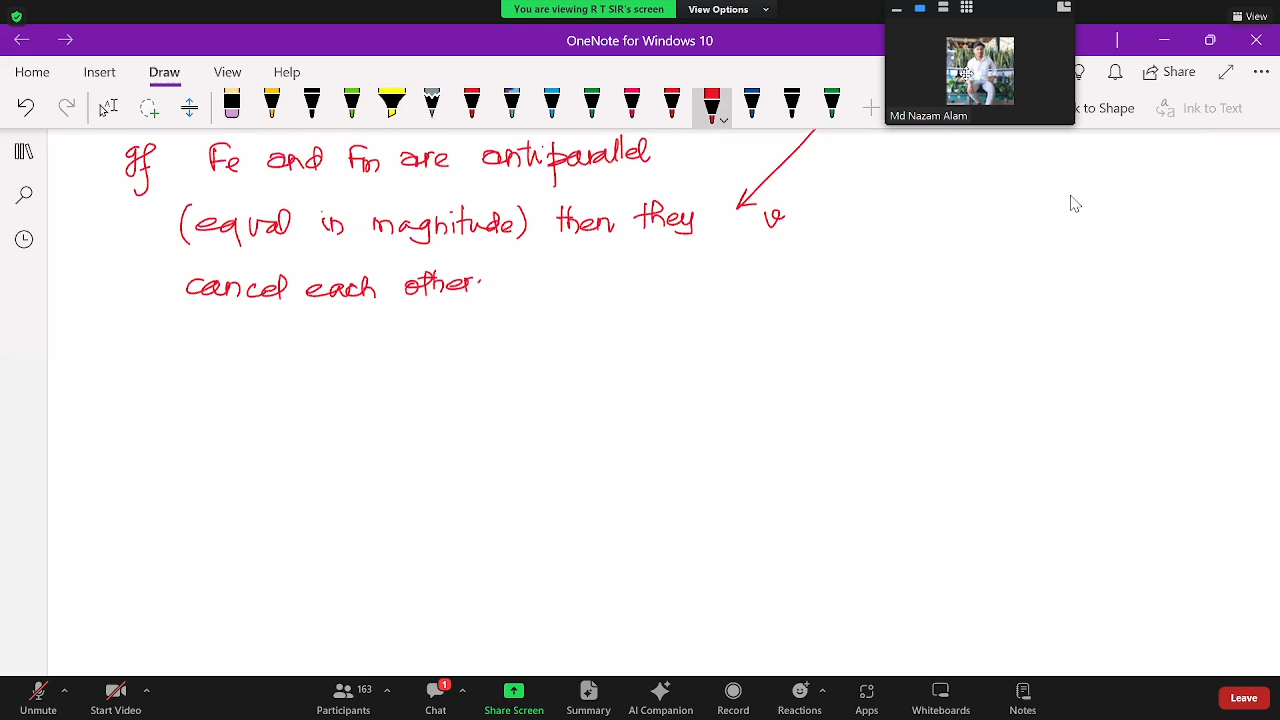 You are viewing R T SIR's screen View Options
View
OneNote for Windows 10
Home Insert Draw View Help
Share
Md Nazam Alam
k to Shape
Ink to Text
If Fe and Fm are antiparallel
(equal in magnitude) then they
v
cancel each other.
Unmute Start Video Participants 163 Chat 1 Share Screen Summary AI Companion Record Reactions Apps Whiteboards Notes Leave